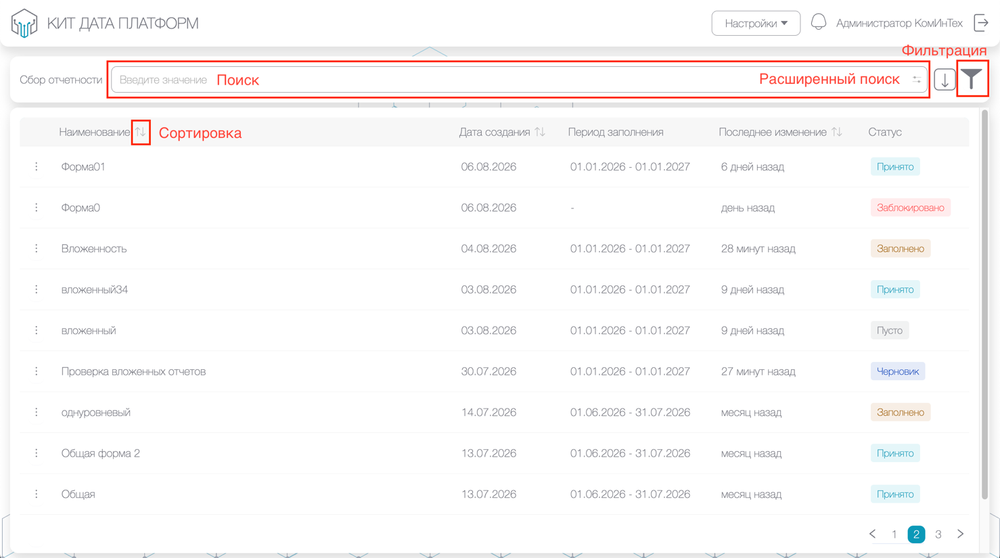 КИТ ДАТА ПЛАТФОРМ
Настройки
Администратор КомИнТех
Фильтрация
Сбор отчетности
Введите значение
Поиск
Расширенный поиск
Наименование
Сортировка
Дата создания
Период заполнения
Последнее изменение
Статус
Форма01 06.08.2026 01.01.2026 - 01.01.2027 6 дней назад Принято
Форма0 06.08.2026 - день назад Заблокировано
Вложенность 04.08.2026 01.01.2026 - 01.01.2027 28 минут назад Заполнено
вложенный34 03.08.2026 01.01.2026 - 01.01.2027 9 дней назад Принято
вложенный 03.08.2026 01.01.2026 - 01.01.2027 9 дней назад Пусто
Проверка вложенных отчетов 30.07.2026 01.01.2026 - 01.01.2027 27 минут назад Черновик
однуровневый 14.07.2026 01.06.2026 - 31.07.2026 месяц назад Заполнено
Общая форма 2 13.07.2026 01.06.2026 - 31.07.2026 месяц назад Принято
Общая 13.07.2026 01.06.2026 - 31.07.2026 месяц назад Принято
1 2 3